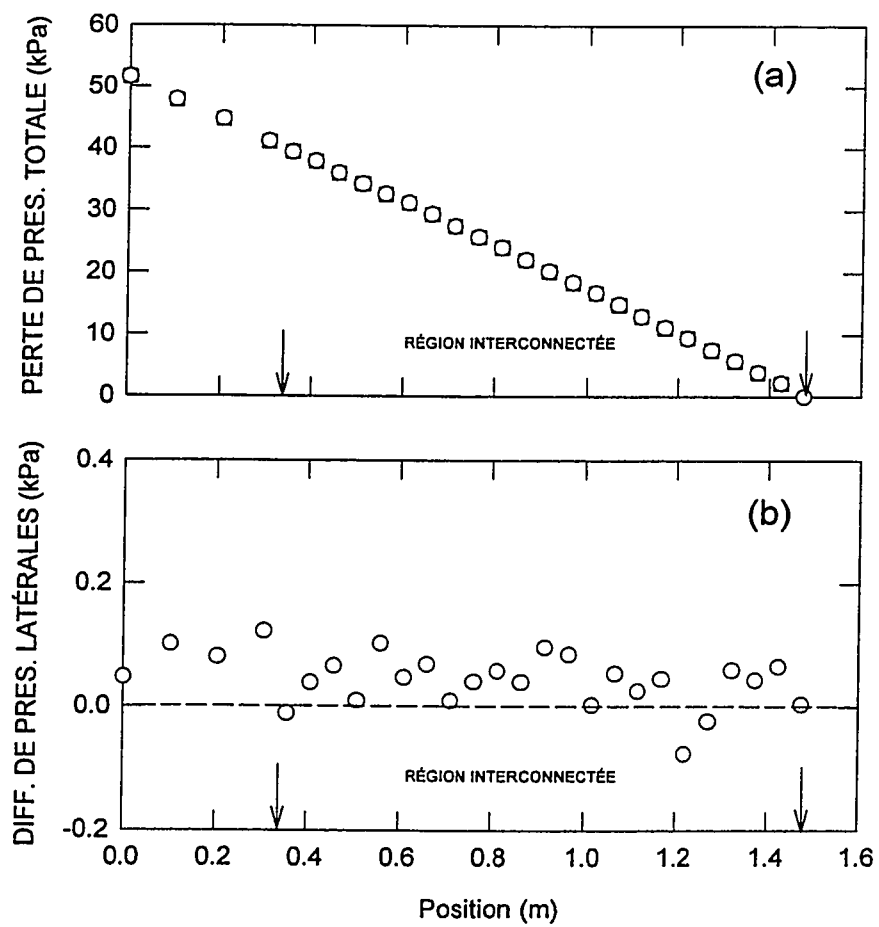 PERTE DE PRES. TOTALE (kPa)
60
50
40
30
20
10
0
(a)
RÉGION INTERCONNECTÉE
DIFF. DE PRES. LATÉRALES (kPa)
0.4
0.2
0.0
-0.2
(b)
RÉGION INTERCONNECTÉE
0.0 0.2 0.4 0.6 0.8 1.0 1.2 1.4 1.6
Position (m)